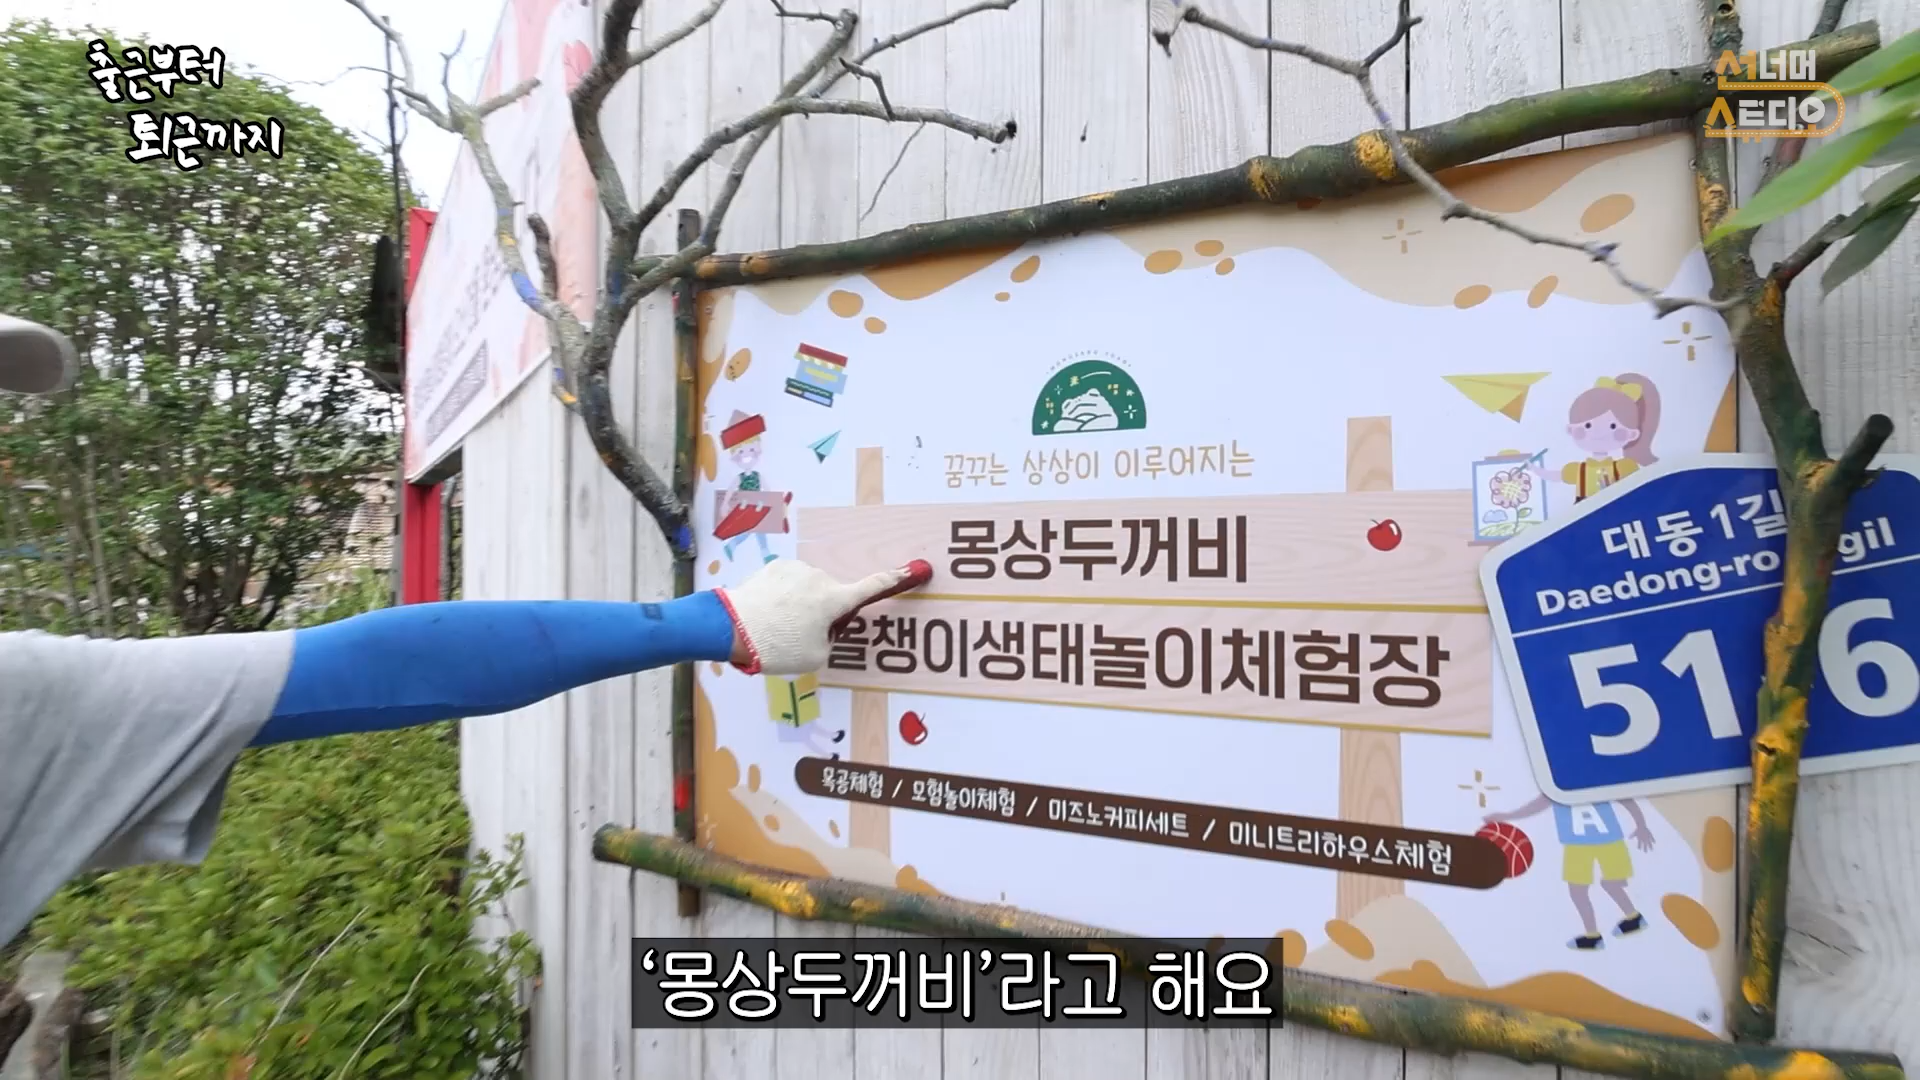 출근부터
퇴근까지
선너머
스튜디오
꿈꾸는 상상이 이루어지는
몽상두꺼비
올챙이생태놀이체험장
목공체험 / 모험놀이체험 / 미즈노커피세트 / 미니트리하우스체험
대동1길
Daedong-ro gil
51 6
A
'몽상두꺼비'라고 해요